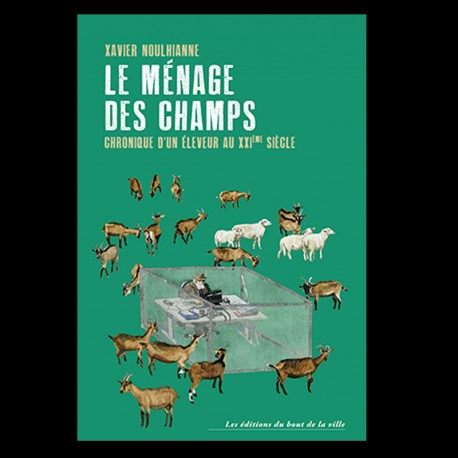 XAVIER NOULHIANNE
LE MÉNAGE
DES CHAMPS
CHRONIQUE D'UN ÉLEVEUR AU XXIÈME SIÈCLE
Les éditions du bout de la ville